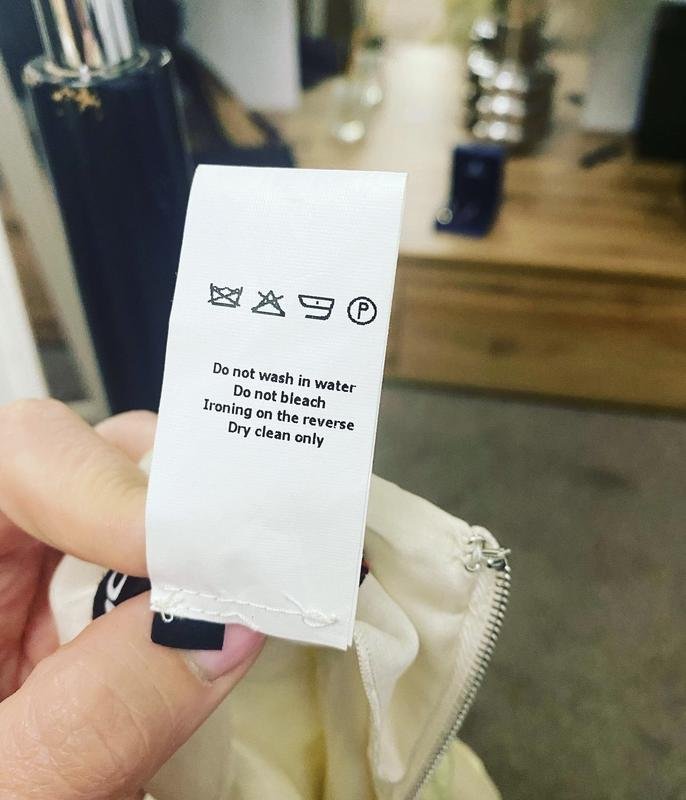 P
Do not wash in water
Do not bleach
Ironing on the reverse
Dry clean only